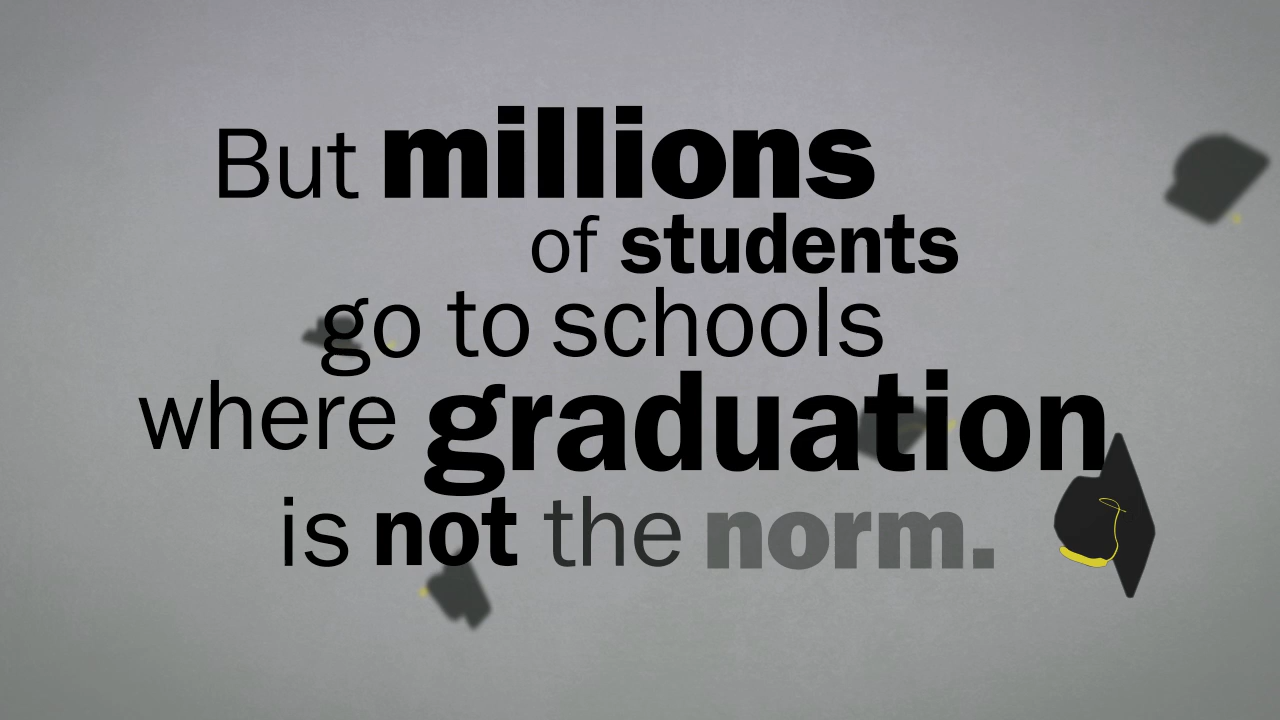 But millions
of students
go to schools
where graduation
is not the norm.